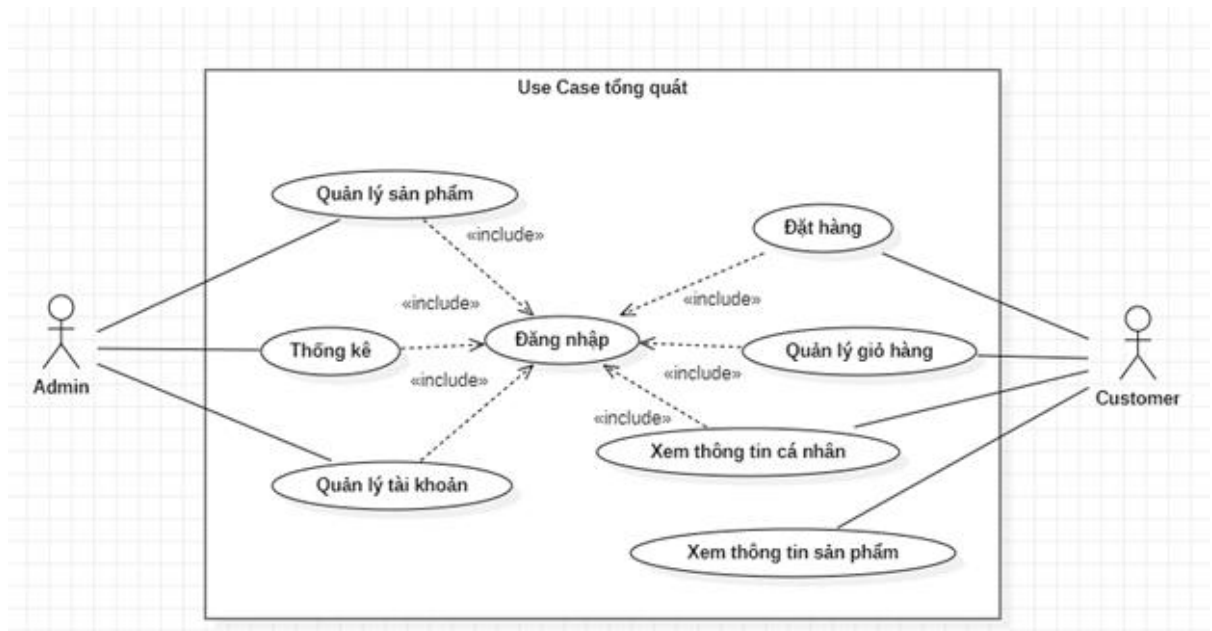 Use Case tổng quát
Quản lý sản phẩm
«include»
Đặt hàng
«include»
«include»
Đăng nhập
Thống kê
Quản lý giỏ hàng
«include»
«include»
Admin
Customer
«include»
Xem thông tin cá nhân
Quản lý tài khoản
Xem thông tin sản phẩm